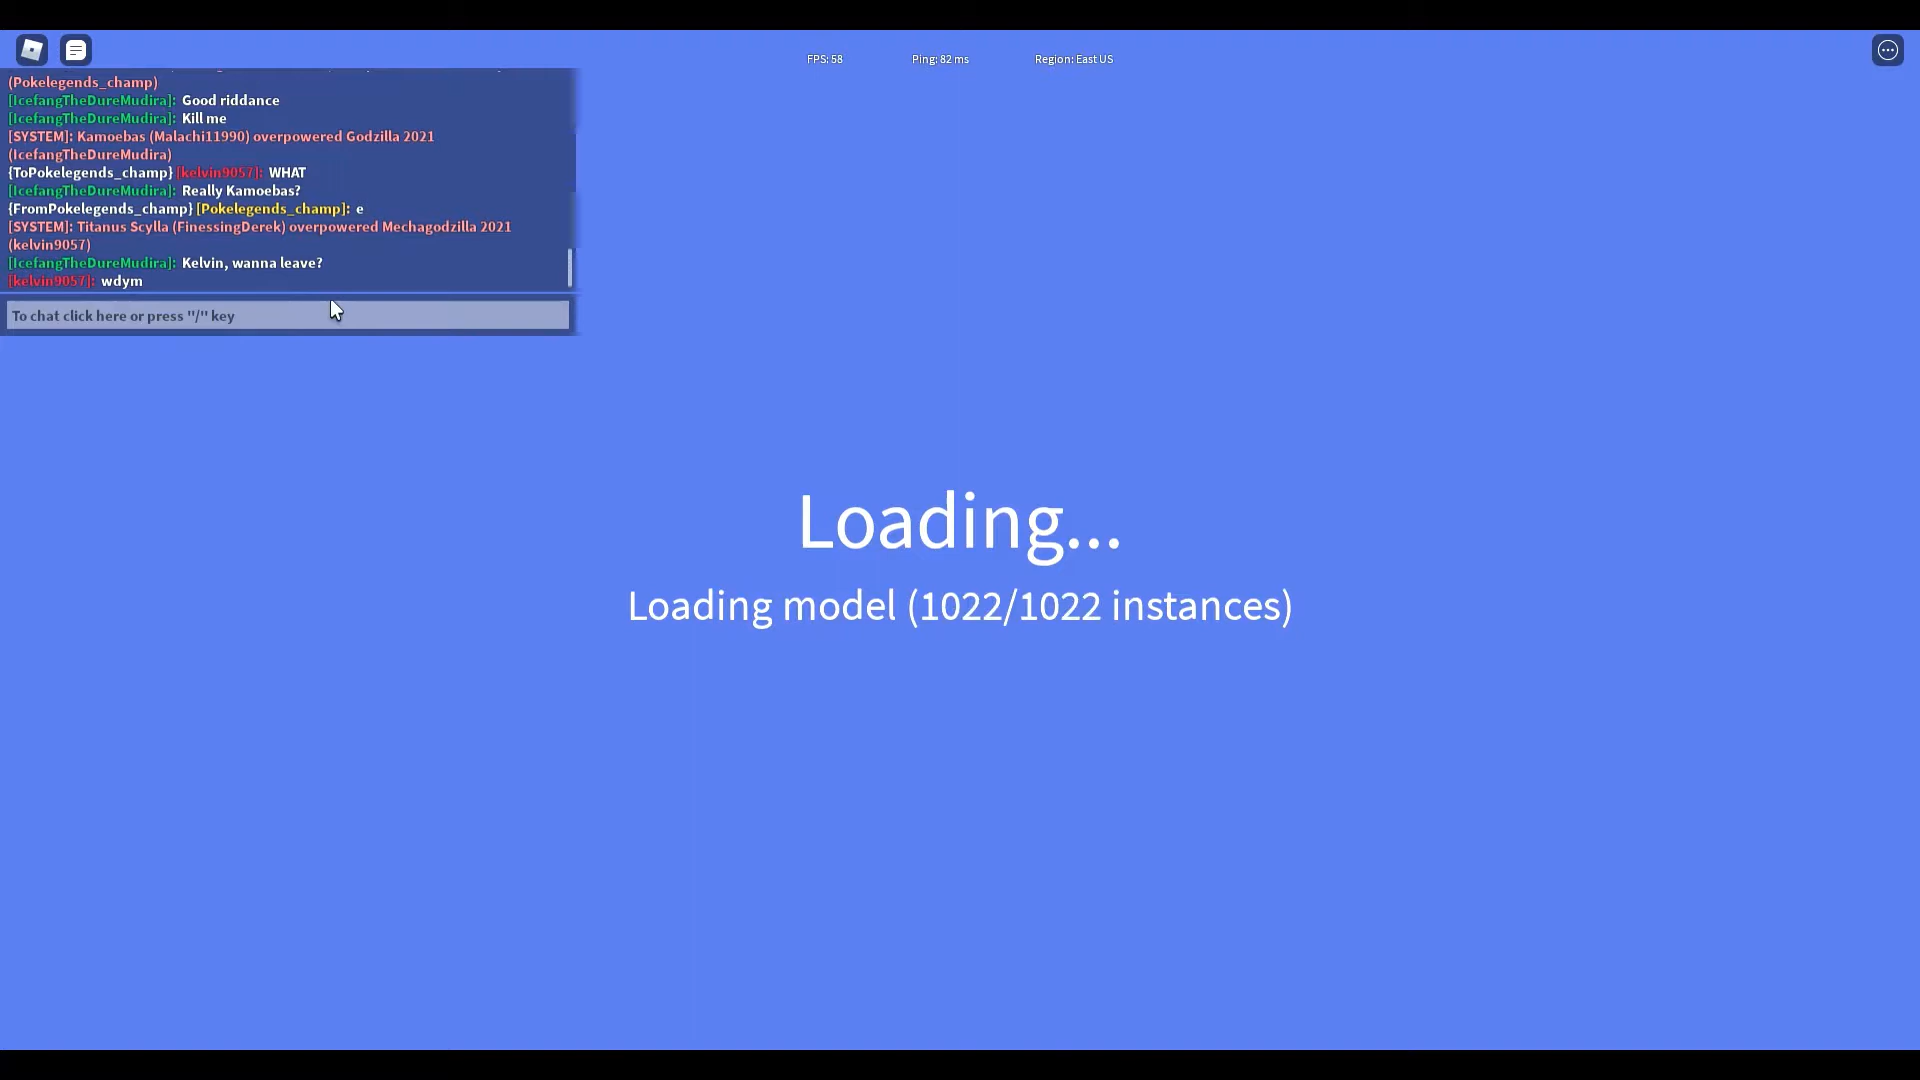 FPS: 58 Ping: 82 ms Region: East US
(Pokelegends_champ)
[IcefangTheDureMudira]: Good riddance
[IcefangTheDureMudira]: Kill me
[SYSTEM]: Kamoebas (Malachi11990) overpowered Godzilla 2021
(IcefangTheDureMudira)
{ToPokelegends_champ} [kelvin9057]: WHAT
[IcefangTheDureMudira]: Really Kamoebas?
{FromPokelegends_champ} [Pokelegends_champ]: e
[SYSTEM]: Titanus Scylla (FinessingDerek) overpowered Mechagodzilla 2021
(kelvin9057)
[IcefangTheDureMudira]: Kelvin, wanna leave?
[kelvin9057]: wdym
To chat click here or press "/" key
Loading...
Loading model (1022/1022 instances)